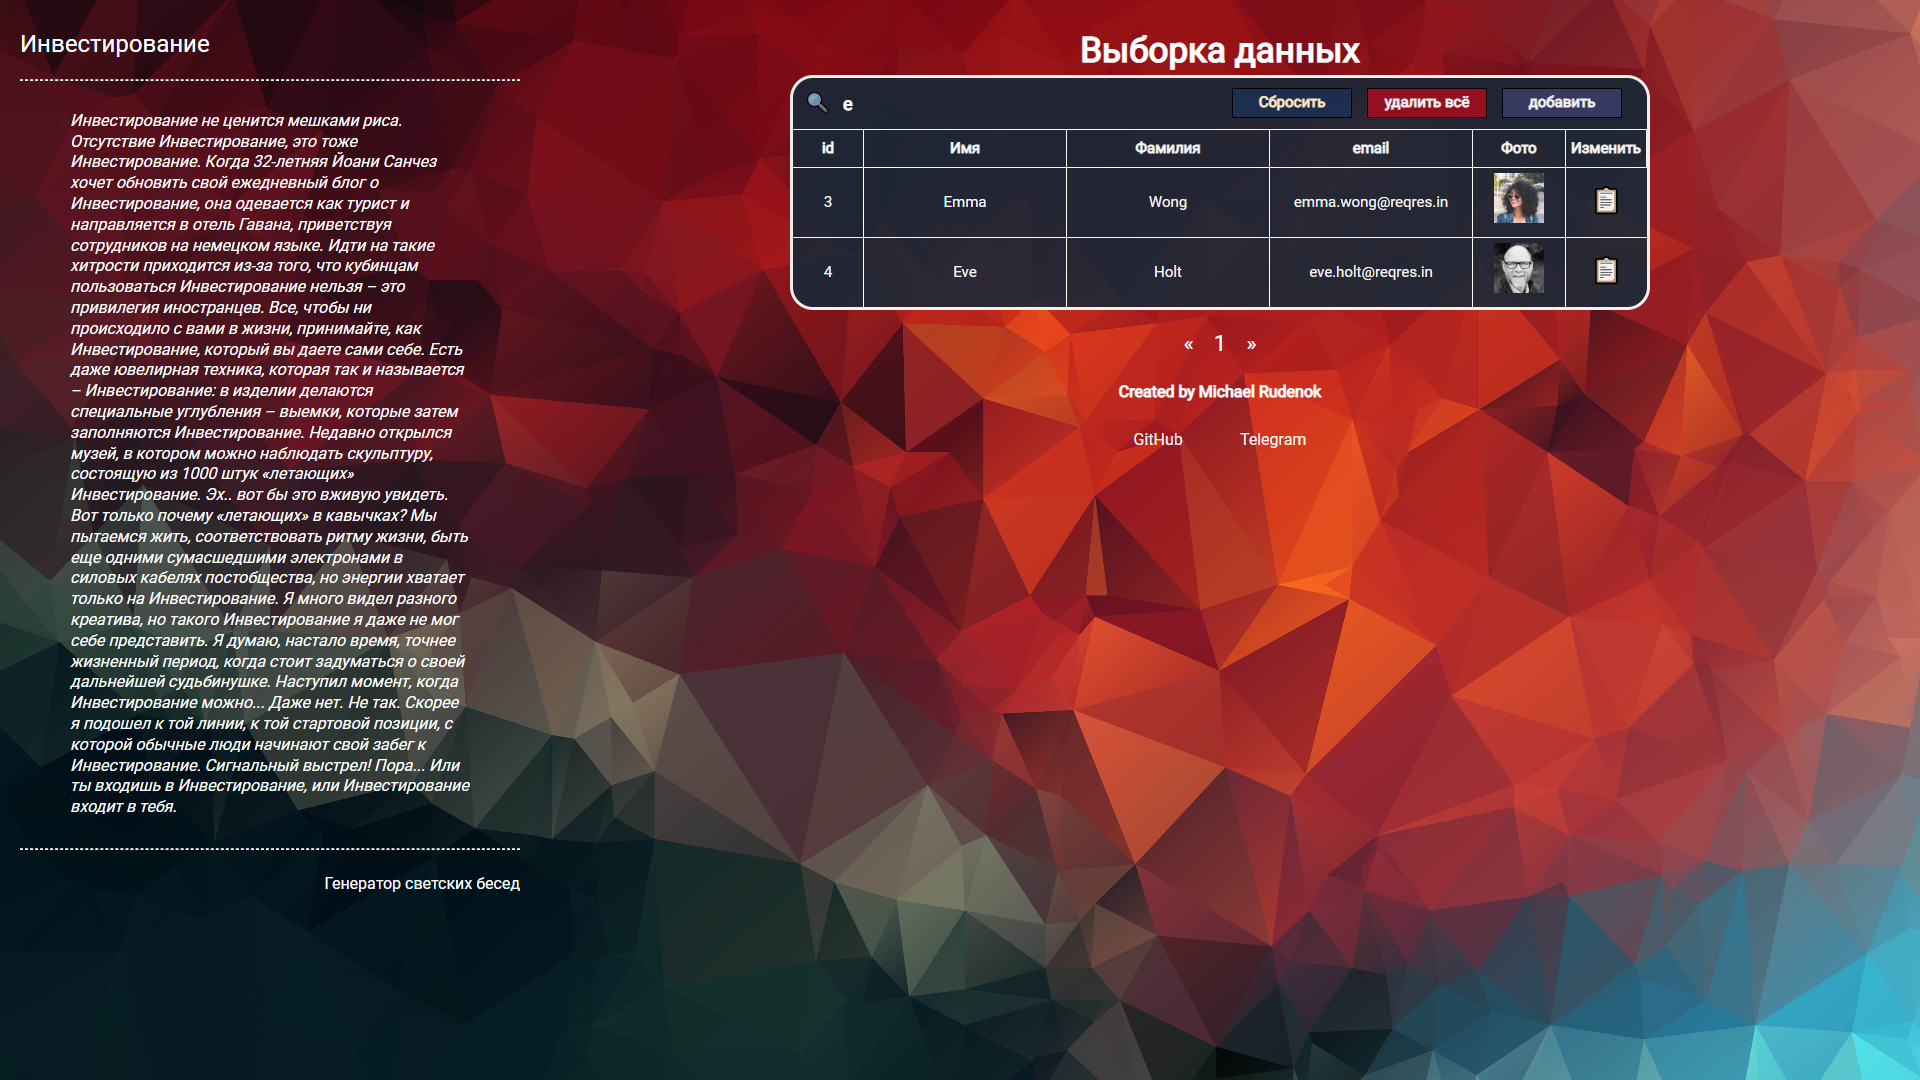 Инвестирование
Инвестирование не ценится мешками риса.
Отсутствие Инвестирование, это тоже
Инвестирование. Когда 32-летняя Йоани Санчез
хочет обновить свой ежедневный блог о
Инвестирование, она одевается как турист и
направляется в отель Гавана, приветствуя
сотрудников на немецком языке. Идти на такие
хитрости приходится из-за того, что кубинцам
пользоваться Инвестирование нельзя – это
привилегия иностранцев. Все, чтобы ни
происходило с вами в жизни, принимайте, как
Инвестирование, который вы даете сами себе. Есть
даже ювелирная техника, которая так и называется
– Инвестирование: в изделии делаются
специальные углубления – выемки, которые затем
заполняются Инвестирование. Недавно открылся
музей, в котором можно наблюдать скульптуру,
состоящую из 1000 штук «летающих»
Инвестирование. Эх.. вот бы это вживую увидеть.
Вот только почему «летающих» в кавычках? Мы
пытаемся жить, соответствовать ритму жизни, быть
еще одними сумасшедшими электронами в
силовых кабелях постобщества, но энергии хватает
только на Инвестирование. Я много видел разного
креатива, но такого Инвестирование я даже не мог
себе представить. Я думаю, настало время, точнее
жизненный период, когда стоит задуматься о своей
дальнейшей судьбинушке. Наступил момент, когда
Инвестирование можно... Даже нет. Не так. Скорее
я подошел к той линии, к той стартовой позиции, с
которой обычные люди начинают свой забег к
Инвестирование. Сигнальный выстрел! Пора... Или
ты входишь в Инвестирование, или Инвестирование
входит в тебя.
Генератор светских бесед
Выборка данных
e Сбросить удалить всё добавить
id Имя Фамилия email Фото Изменить
3 Emma Wong emma.wong@reqres.in
4 Eve Holt eve.holt@reqres.in
« 1 »
Created by Michael Rudenok
GitHub Telegram